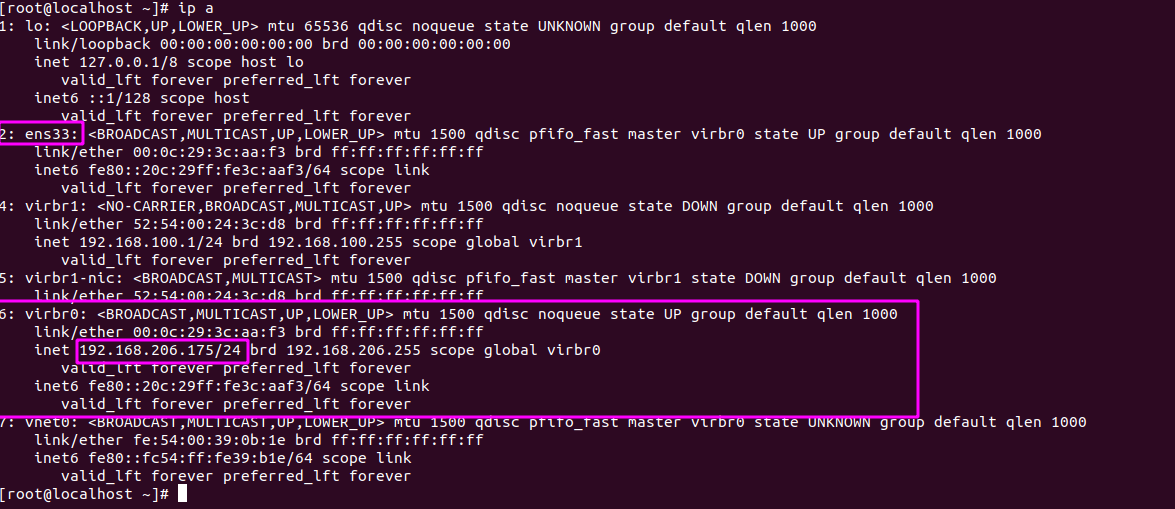 [root@localhost ~]# ip a
1: lo: <LOOPBACK,UP,LOWER_UP> mtu 65536 qdisc noqueue state UNKNOWN group default qlen 1000
    link/loopback 00:00:00:00:00:00 brd 00:00:00:00:00:00
    inet 127.0.0.1/8 scope host lo
       valid_lft forever preferred_lft forever
    inet6 ::1/128 scope host
       valid_lft forever preferred_lft forever
2: ens33: <BROADCAST,MULTICAST,UP,LOWER_UP> mtu 1500 qdisc pfifo_fast master virbr0 state UP group default qlen 1000
    link/ether 00:0c:29:3c:aa:f3 brd ff:ff:ff:ff:ff:ff
    inet6 fe80::20c:29ff:fe3c:aaf3/64 scope link
       valid_lft forever preferred_lft forever
4: virbr1: <NO-CARRIER,BROADCAST,MULTICAST,UP> mtu 1500 qdisc noqueue state DOWN group default qlen 1000
    link/ether 52:54:00:24:3c:d8 brd ff:ff:ff:ff:ff:ff
    inet 192.168.100.1/24 brd 192.168.100.255 scope global virbr1
       valid_lft forever preferred_lft forever
5: virbr1-nic: <BROADCAST,MULTICAST> mtu 1500 qdisc pfifo_fast master virbr1 state DOWN group default qlen 1000
    link/ether 52:54:00:24:3c:d8 brd ff:ff:ff:ff:ff:ff
6: virbr0: <BROADCAST,MULTICAST,UP,LOWER_UP> mtu 1500 qdisc noqueue state UP group default qlen 1000
    link/ether 00:0c:29:3c:aa:f3 brd ff:ff:ff:ff:ff:ff
    inet 192.168.206.175/24 brd 192.168.206.255 scope global virbr0
       valid_lft forever preferred_lft forever
    inet6 fe80::20c:29ff:fe3c:aaf3/64 scope link
       valid_lft forever preferred_lft forever
7: vnet0: <BROADCAST,MULTICAST,UP,LOWER_UP> mtu 1500 qdisc pfifo_fast master virbr0 state UNKNOWN group default qlen 1000
    link/ether fe:54:00:39:0b:1e brd ff:ff:ff:ff:ff:ff
    inet6 fe80::fc54:ff:fe39:b1e/64 scope link
       valid_lft forever preferred_lft forever
[root@localhost ~]#